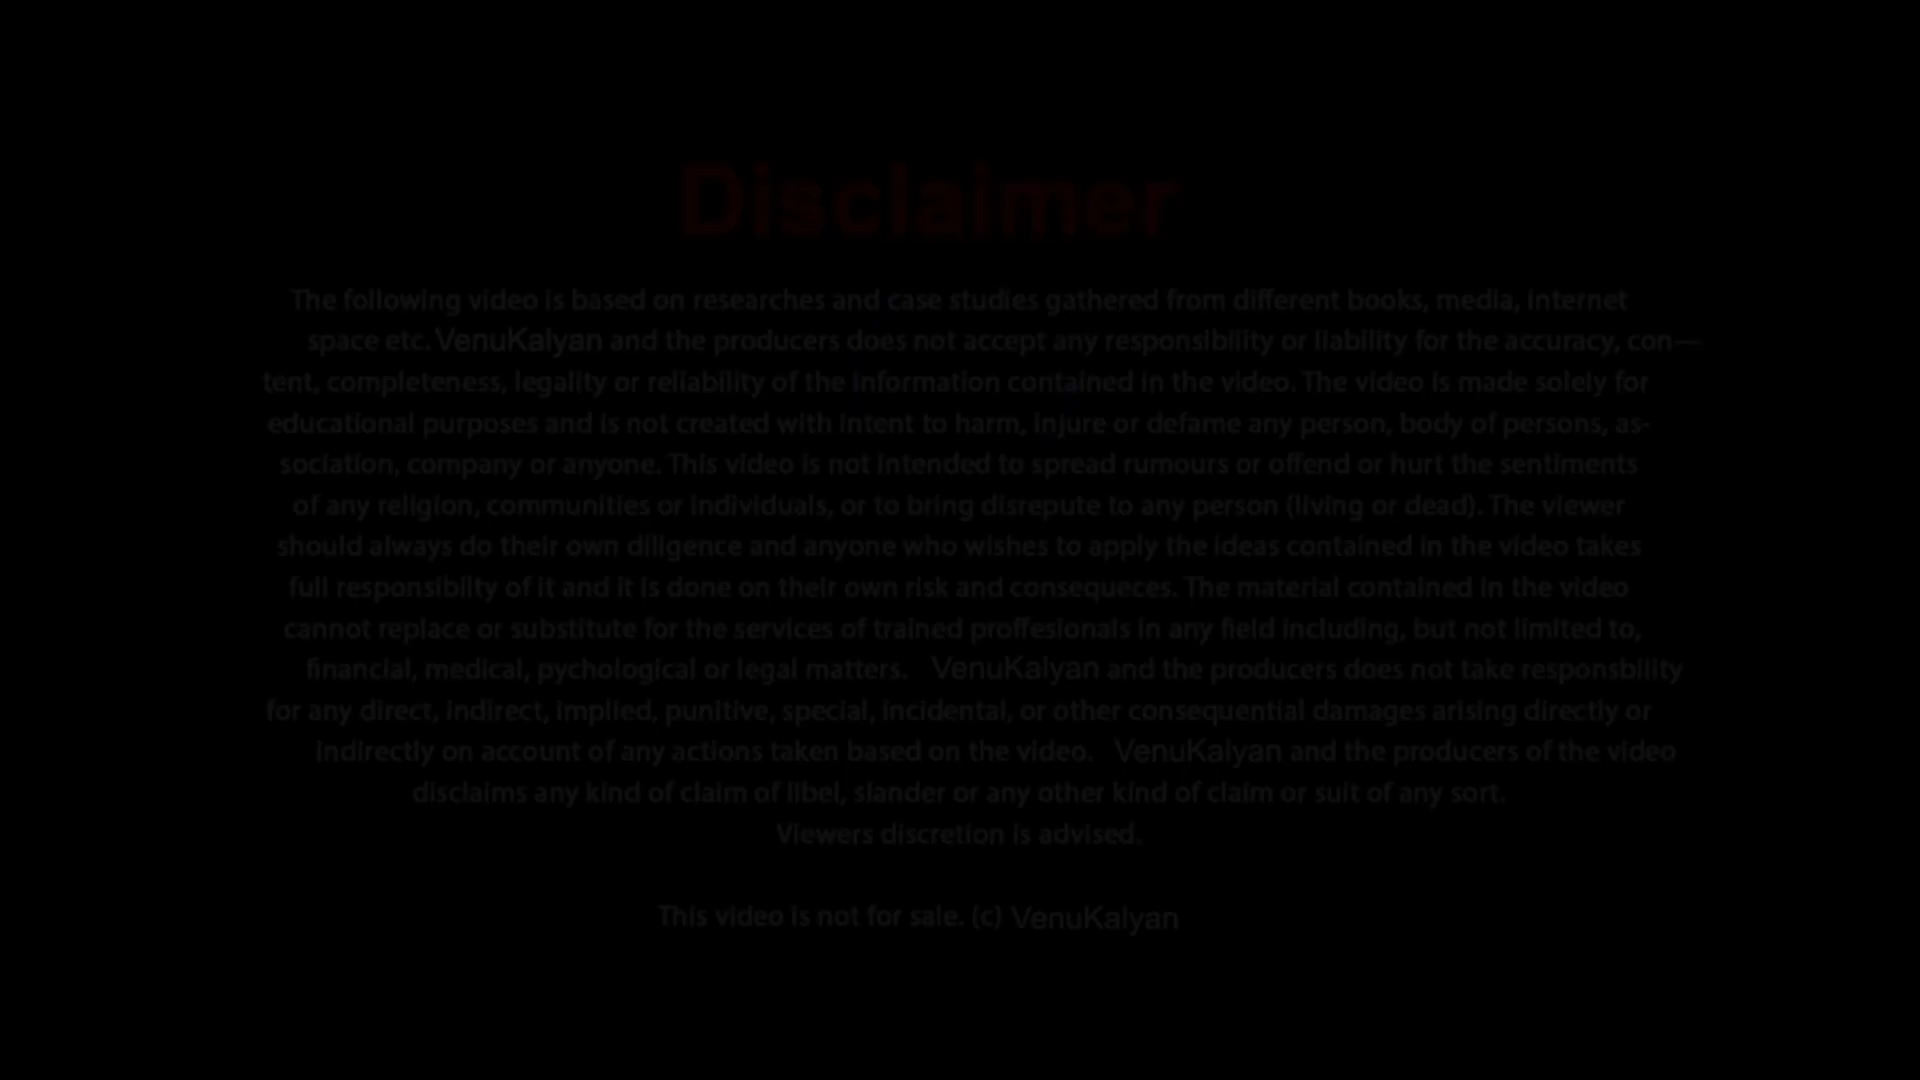 Disclaimer
The following video is based on researches and case studies gathered from different books, media, internet
space etc. VenuKalyan and the producers does not accept any responsibility or liability for the accuracy, con—
tent, completeness, legality or reliability of the information contained in the video. The video is made solely for
educational purposes and is not created with intent to harm, injure or defame any person, body of persons, as-
sociation, company or anyone. This video is not intended to spread rumours or offend or hurt the sentiments
of any religion, communities or individuals, or to bring disrepute to any person (living or dead). The viewer
should always do their own diligence and anyone who wishes to apply the ideas contained in the video takes
full responsibilty of it and it is done on their own risk and consequeces. The material contained in the video
cannot replace or substitute for the services of trained proffesionals in any field including, but not limited to,
financial, medical, pychological or legal matters. VenuKalyan and the producers does not take responsbility
for any direct, indirect, implied, punitive, special, incidental, or other consequential damages arising directly or
indirectly on account of any actions taken based on the video. VenuKalyan and the producers of the video
disclaims any kind of claim of libel, slander or any other kind of claim or suit of any sort.
Viewers discretion is advised.
This video is not for sale. (c) VenuKalyan